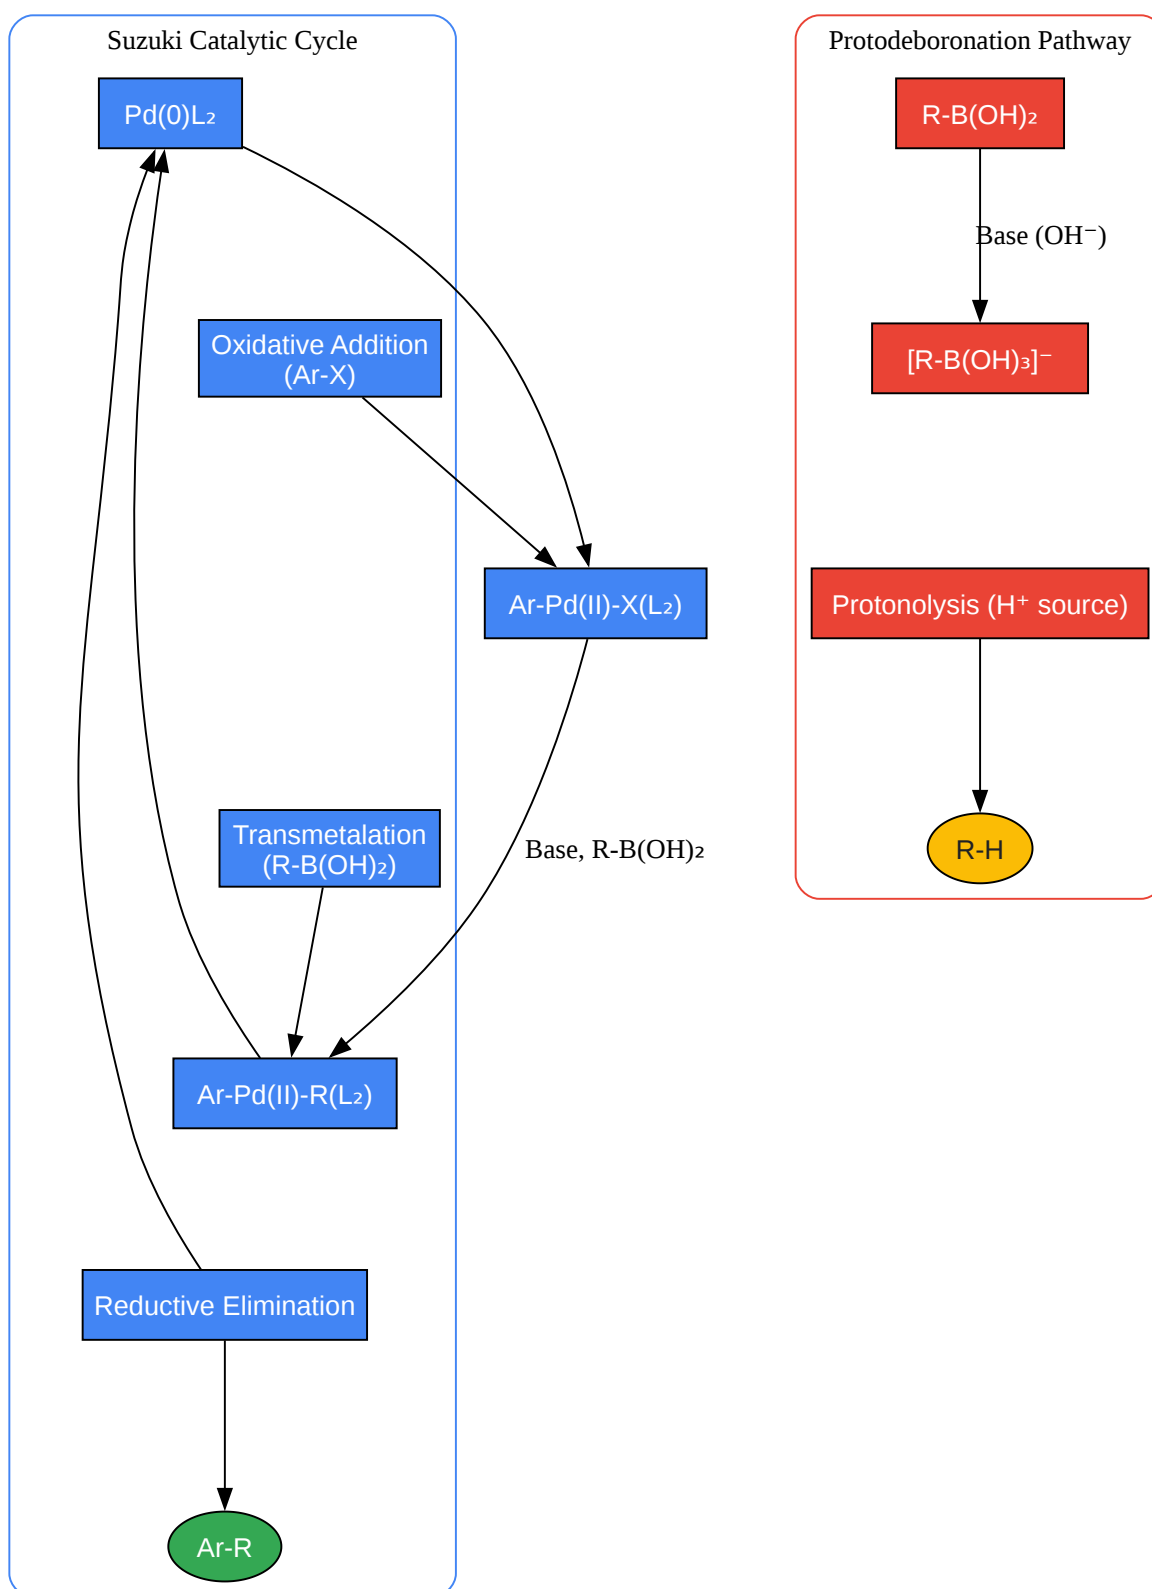 Suzuki Catalytic Cycle
Pd(0)L₂
Oxidative Addition
(Ar-X)
Ar-Pd(II)-X(L₂)
Transmetalation
(R-B(OH)₂)
Base, R-B(OH)₂
Ar-Pd(II)-R(L₂)
Reductive Elimination
Ar-R
Protodeboronation Pathway
R-B(OH)₂
Base (OH⁻)
[R-B(OH)₃]⁻
Protonolysis (H⁺ source)
R-H